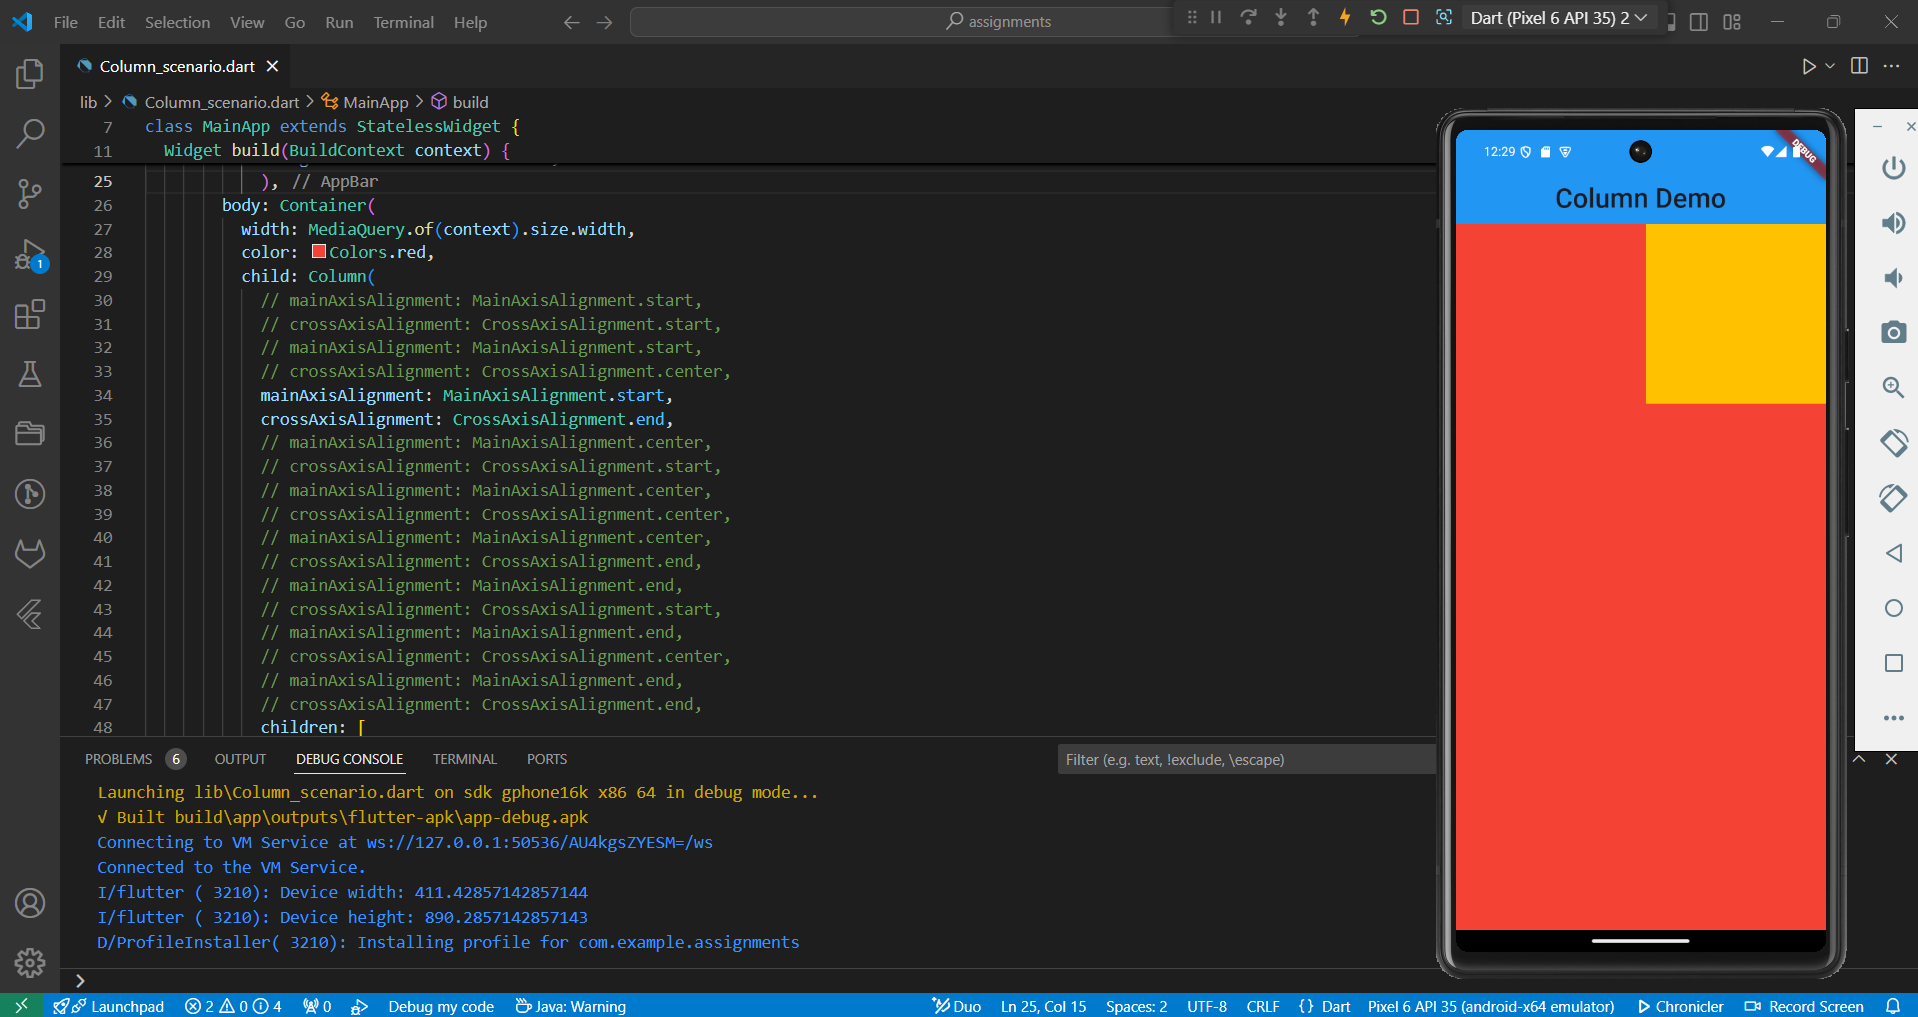 File Edit Selection View Go Run Terminal Help
assignments
Dart (Pixel 6 API 35) 2
Column_scenario.dart
lib > Column_scenario.dart > MainApp > build
7 class MainApp extends StatelessWidget {
11 Widget build(BuildContext context) {
25 ), // AppBar
26 body: Container(
27 width: MediaQuery.of(context).size.width,
28 color: Colors.red,
29 child: Column(
30 // mainAxisAlignment: MainAxisAlignment.start,
31 // crossAxisAlignment: CrossAxisAlignment.start,
32 // mainAxisAlignment: MainAxisAlignment.start,
33 // crossAxisAlignment: CrossAxisAlignment.center,
34 mainAxisAlignment: MainAxisAlignment.start,
35 crossAxisAlignment: CrossAxisAlignment.end,
36 // mainAxisAlignment: MainAxisAlignment.center,
37 // crossAxisAlignment: CrossAxisAlignment.start,
38 // mainAxisAlignment: MainAxisAlignment.center,
39 // crossAxisAlignment: CrossAxisAlignment.center,
40 // mainAxisAlignment: MainAxisAlignment.center,
41 // crossAxisAlignment: CrossAxisAlignment.end,
42 // mainAxisAlignment: MainAxisAlignment.end,
43 // crossAxisAlignment: CrossAxisAlignment.start,
44 // mainAxisAlignment: MainAxisAlignment.end,
45 // crossAxisAlignment: CrossAxisAlignment.center,
46 // mainAxisAlignment: MainAxisAlignment.end,
47 // crossAxisAlignment: CrossAxisAlignment.end,
48 children: [
1
12:29
DEBUG
Column Demo
PROBLEMS 6 OUTPUT DEBUG CONSOLE TERMINAL PORTS
Filter (e.g. text, !exclude, \escape)
Launching lib\Column_scenario.dart on sdk gphone16k x86 64 in debug mode...
√ Built build\app\outputs\flutter-apk\app-debug.apk
Connecting to VM Service at ws://127.0.0.1:50536/AU4kgsZYESM=/ws
Connected to the VM Service.
I/flutter ( 3210): Device width: 411.42857142857144
I/flutter ( 3210): Device height: 890.2857142857143
D/ProfileInstaller( 3210): Installing profile for com.example.assignments
>
Launchpad 2 0 4 0 Debug my code Java: Warning Duo Ln 25, Col 15 Spaces: 2 UTF-8 CRLF {} Dart Pixel 6 API 35 (android-x64 emulator) Chronicler Record Screen